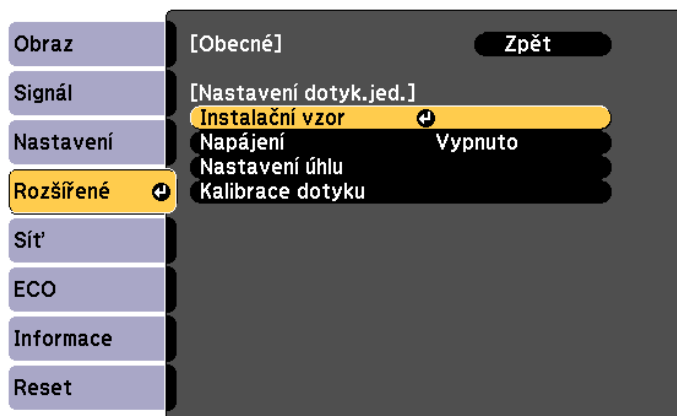 Obraz
Signál
Nastavení
Rozšířené
Síť
ECO
Informace
Reset
[Obecné] Zpět
[Nastavení dotyk.jed.]
Instalační vzor
Napájení Vypnuto
Nastavení úhlu
Kalibrace dotyku